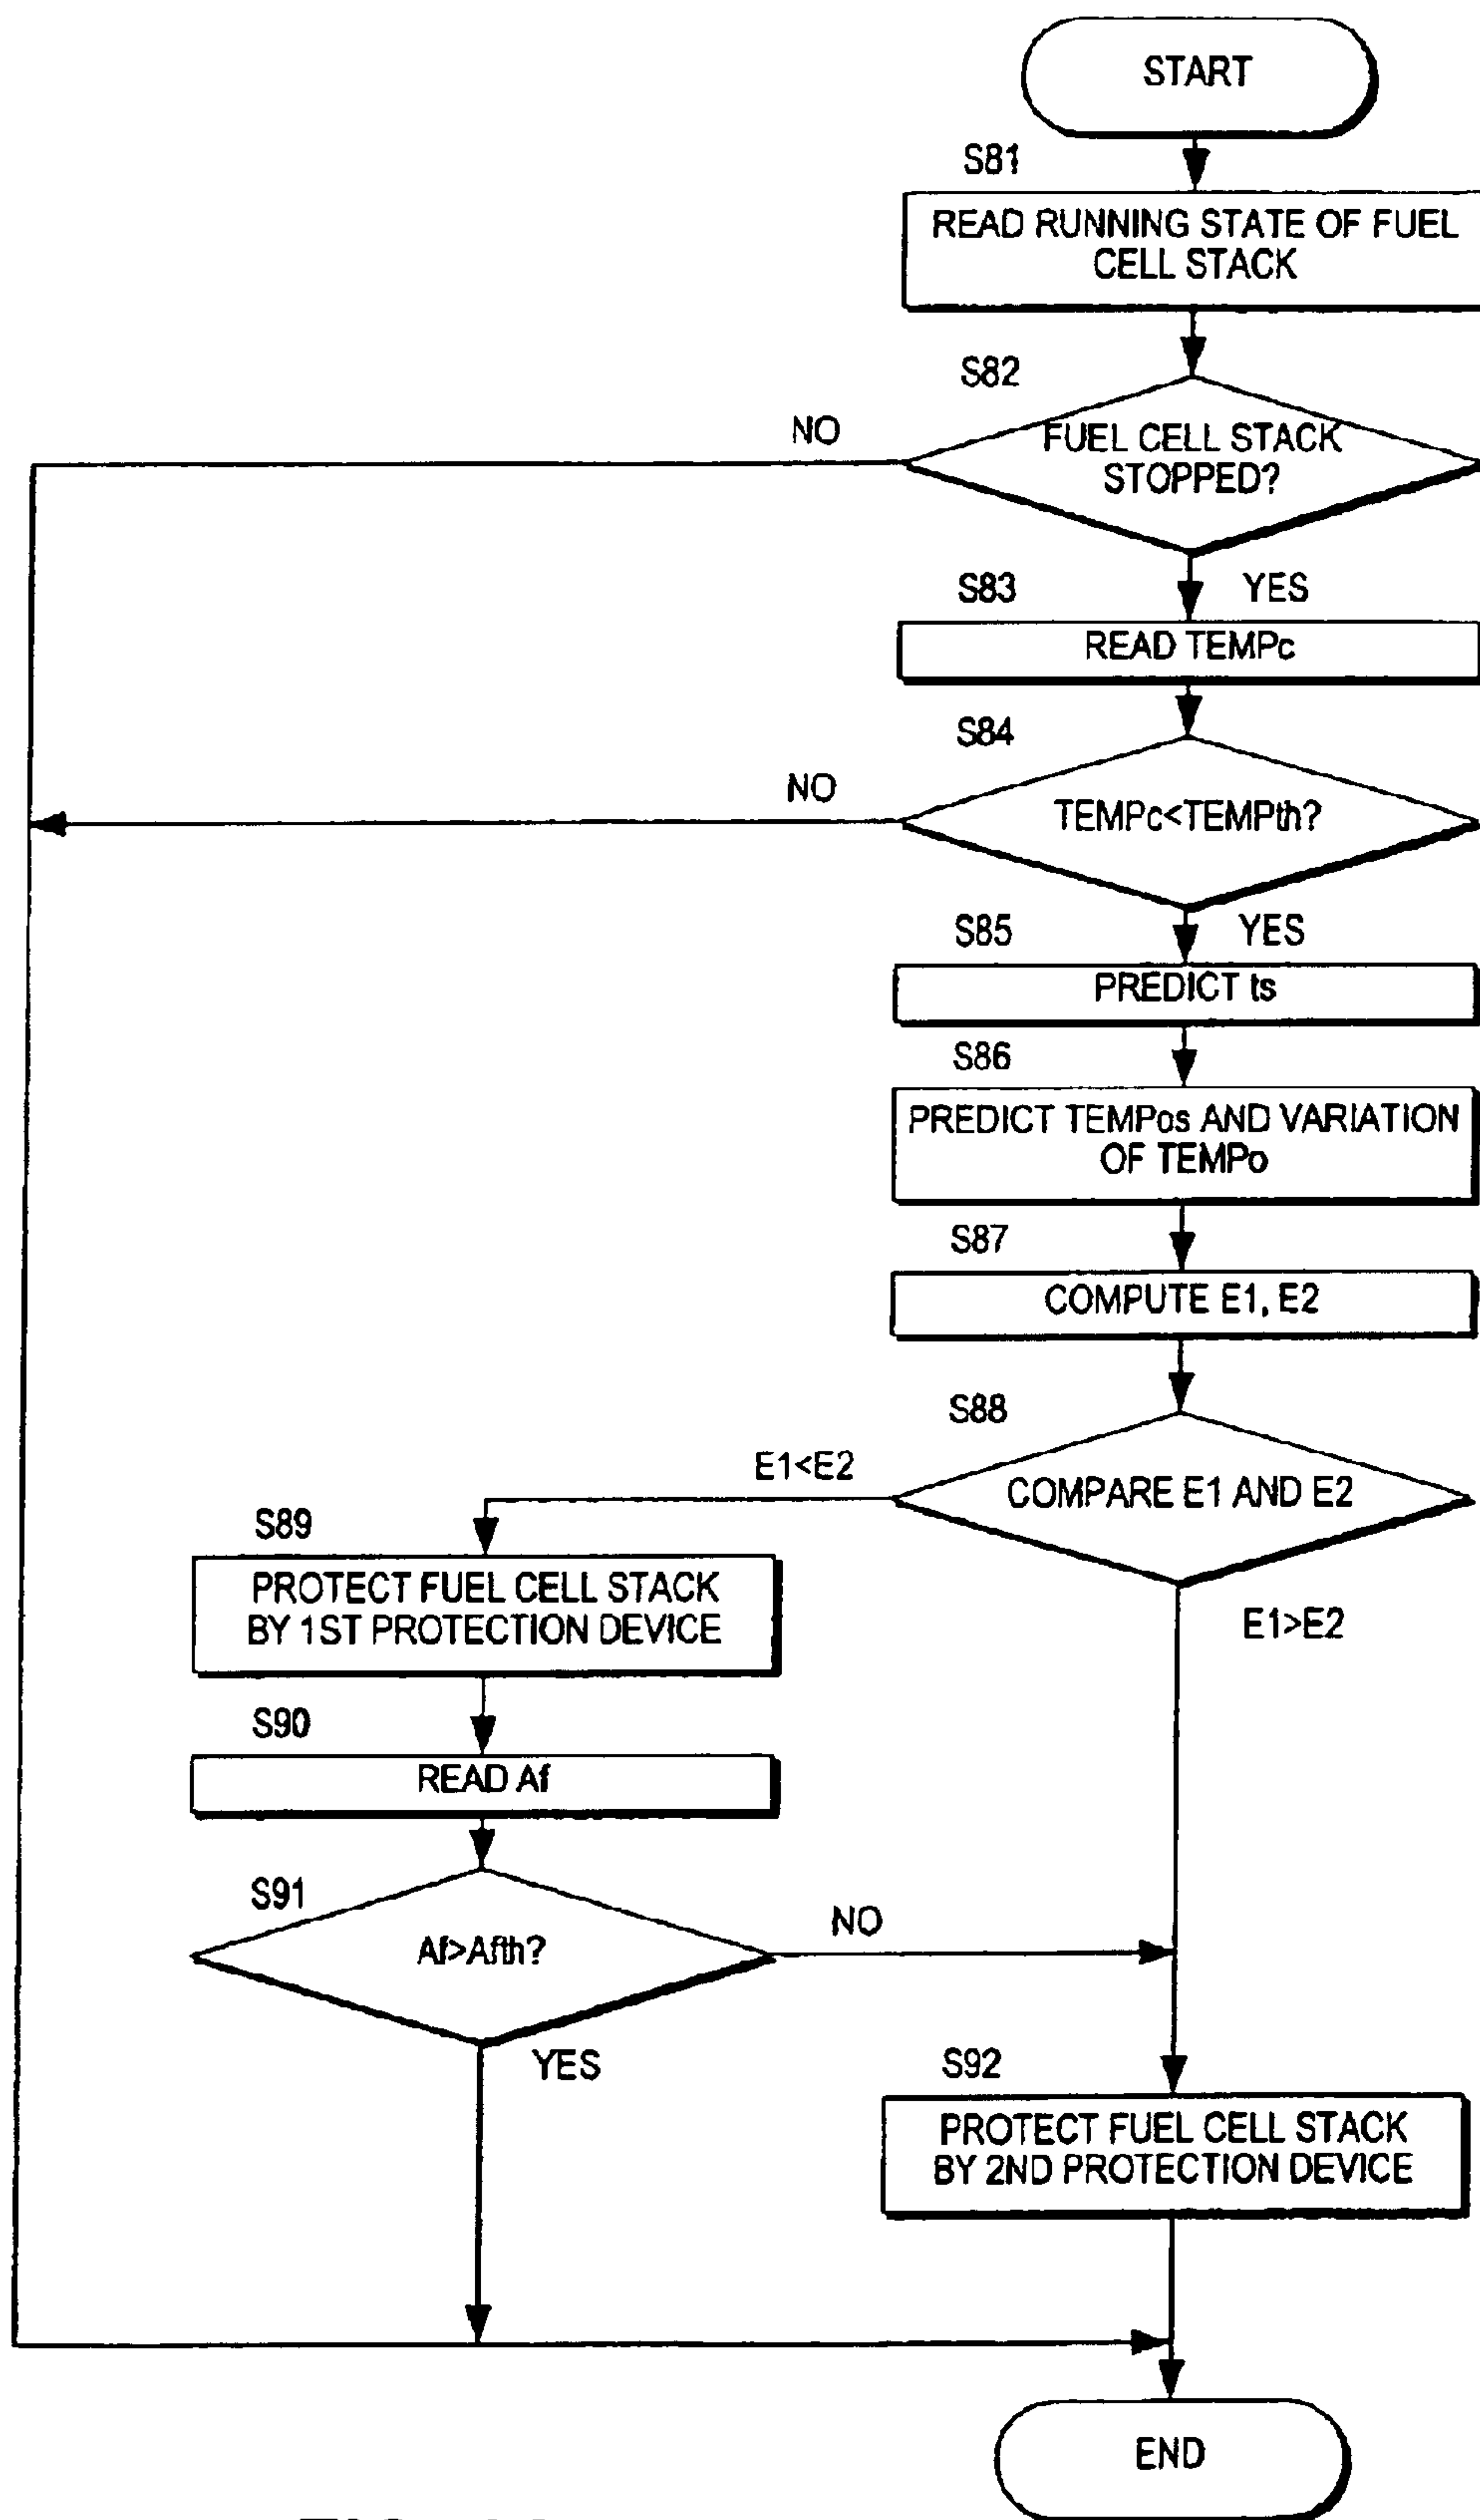 START
S81
READ RUNNING STATE OF FUEL
CELL STACK
S82
NO
FUEL CELL STACK
STOPPED?
S83
YES
READ TEMPc
S84
NO
TEMPc<TEMPth?
S85
YES
PREDICT ts
S86
PREDICT TEMPos AND VARIATION
OF TEMPo
S87
COMPUTE E1, E2
S88
E1<E2
COMPARE E1 AND E2
S89
PROTECT FUEL CELL STACK
BY 1ST PROTECTION DEVICE
E1>E2
S90
READ Af
S91
NO
Af>Afth?
YES
S92
PROTECT FUEL CELL STACK
BY 2ND PROTECTION DEVICE
END